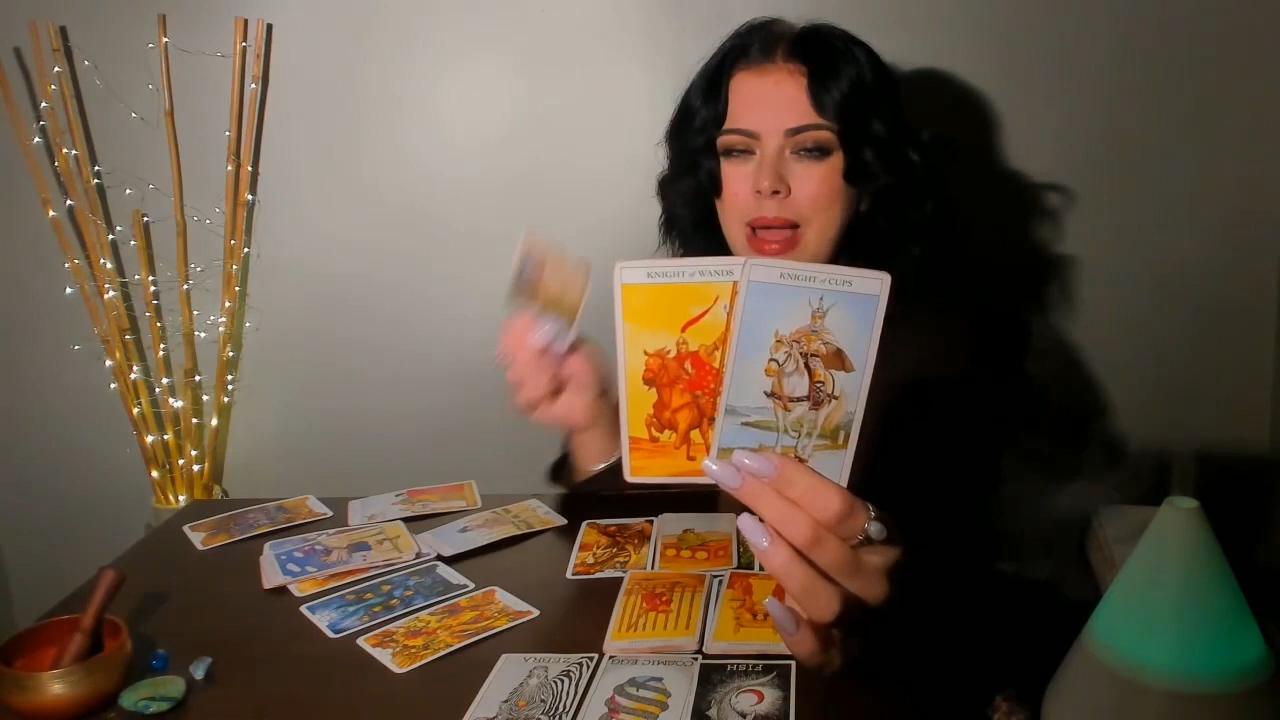 KNIGHT of WANDS
KNIGHT of CUPS
ZEBRA
COSMIC EGG
FISH